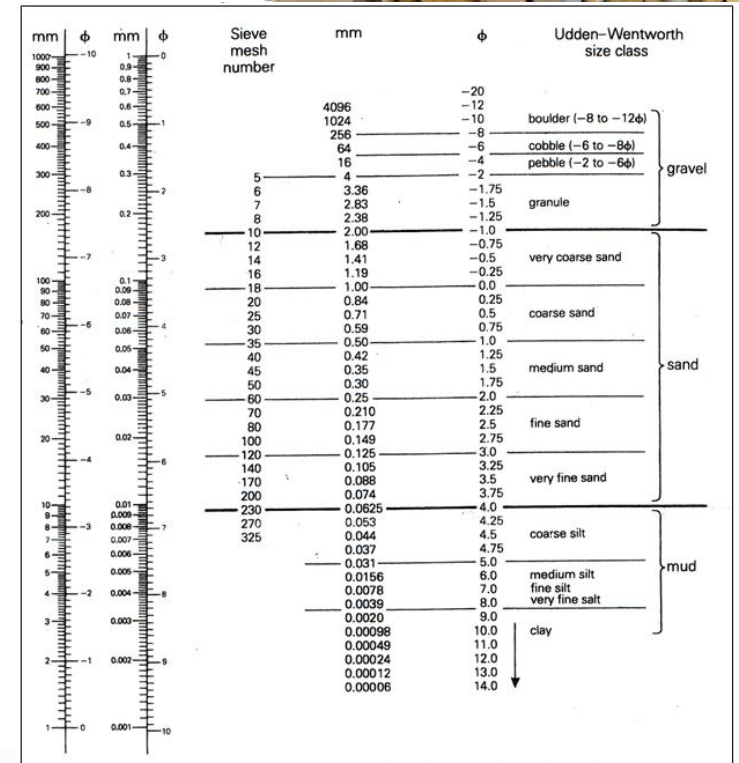 mm ϕ mm ϕ
1000 −10 1 0
900 0.9
800 0.8
700 0.7
600 0.6
500 −9 0.5 1
400 0.4
300 0.3
−8 2
200 0.2
−7 3
100 0.1
90 0.09
80 0.08
70 0.07
−6 4
60 0.06
50 0.05
40 0.04
−5 5
30 0.03
20 0.02
−4 6
10 0.01
9 0.009
8 −3 0.008 7
7 0.007
6 0.006
5 0.005
4 −2 0.004 8
3 0.003
2 −1 0.002 9
1 0 0.001 10
Sieve mm ϕ Udden–Wentworth
mesh size class
number
−20
4096 −12
1024 −10 boulder (−8 to −12ϕ)
256 −8
64 −6 cobble (−6 to −8ϕ)
16 −4 pebble (−2 to −6ϕ)
gravel
5 4 −2
6 3.36 −1.75
7 2.83 −1.5 granule
8 2.38 −1.25
10 2.00 −1.0
12 1.68 −0.75
14 1.41 −0.5 very coarse sand
16 1.19 −0.25
18 1.00 0.0
20 0.84 0.25
25 0.71 0.5 coarse sand
30 0.59 0.75
35 0.50 1.0
40 0.42 1.25
45 0.35 1.5 medium sand sand
50 0.30 1.75
60 0.25 2.0
70 0.210 2.25
80 0.177 2.5 fine sand
100 0.149 2.75
120 0.125 3.0
140 0.105 3.25
170 0.088 3.5 very fine sand
200 0.074 3.75
230 0.0625 4.0
270 0.053 4.25
325 0.044 4.5 coarse silt
0.037 4.75
0.031 5.0
mud
0.0156 6.0 medium silt
0.0078 7.0 fine silt
0.0039 8.0 very fine salt
0.0020 9.0
0.00098 10.0 clay
0.00049 11.0
0.00024 12.0
0.00012 13.0
0.00006 14.0